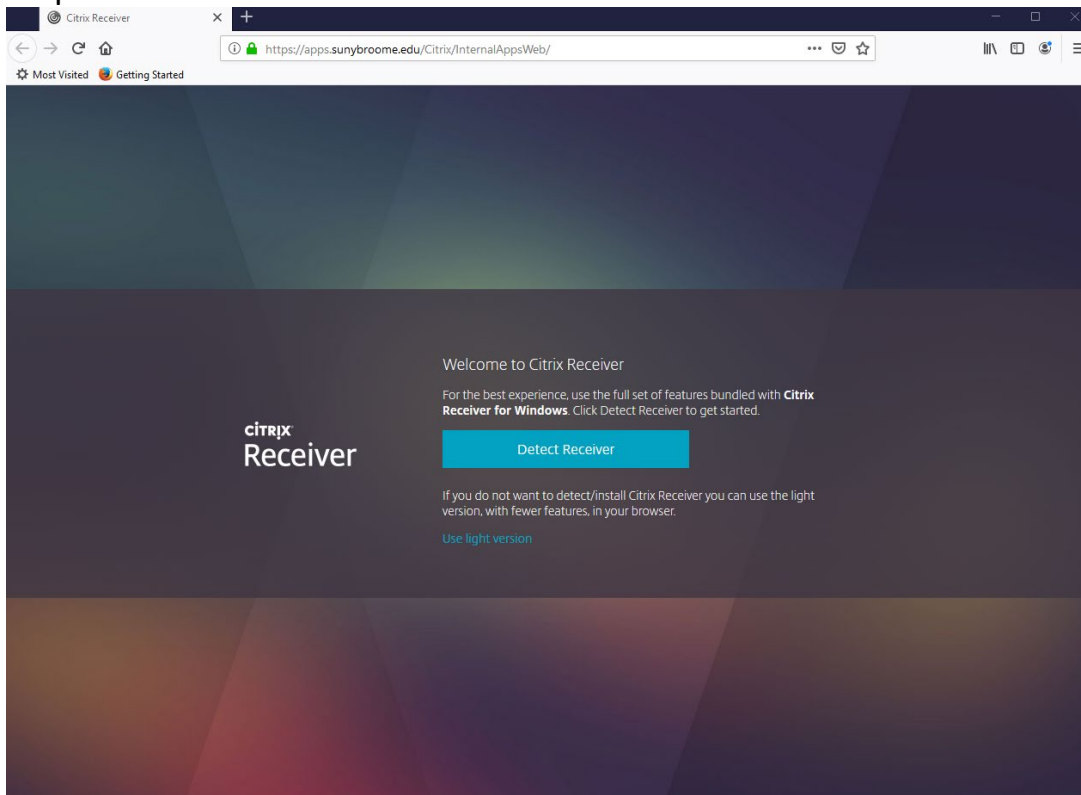 Citrix Receiver
https://apps.sunybroome.edu/Citrix/InternalAppsWeb/
Most Visited Getting Started
Welcome to Citrix Receiver
For the best experience, use the full set of features bundled with Citrix
Receiver for Windows. Click Detect Receiver to get started.
CİTRIX
Receiver
Detect Receiver
If you do not want to detect/install Citrix Receiver you can use the light
version, with fewer features, in your browser.
Use light version